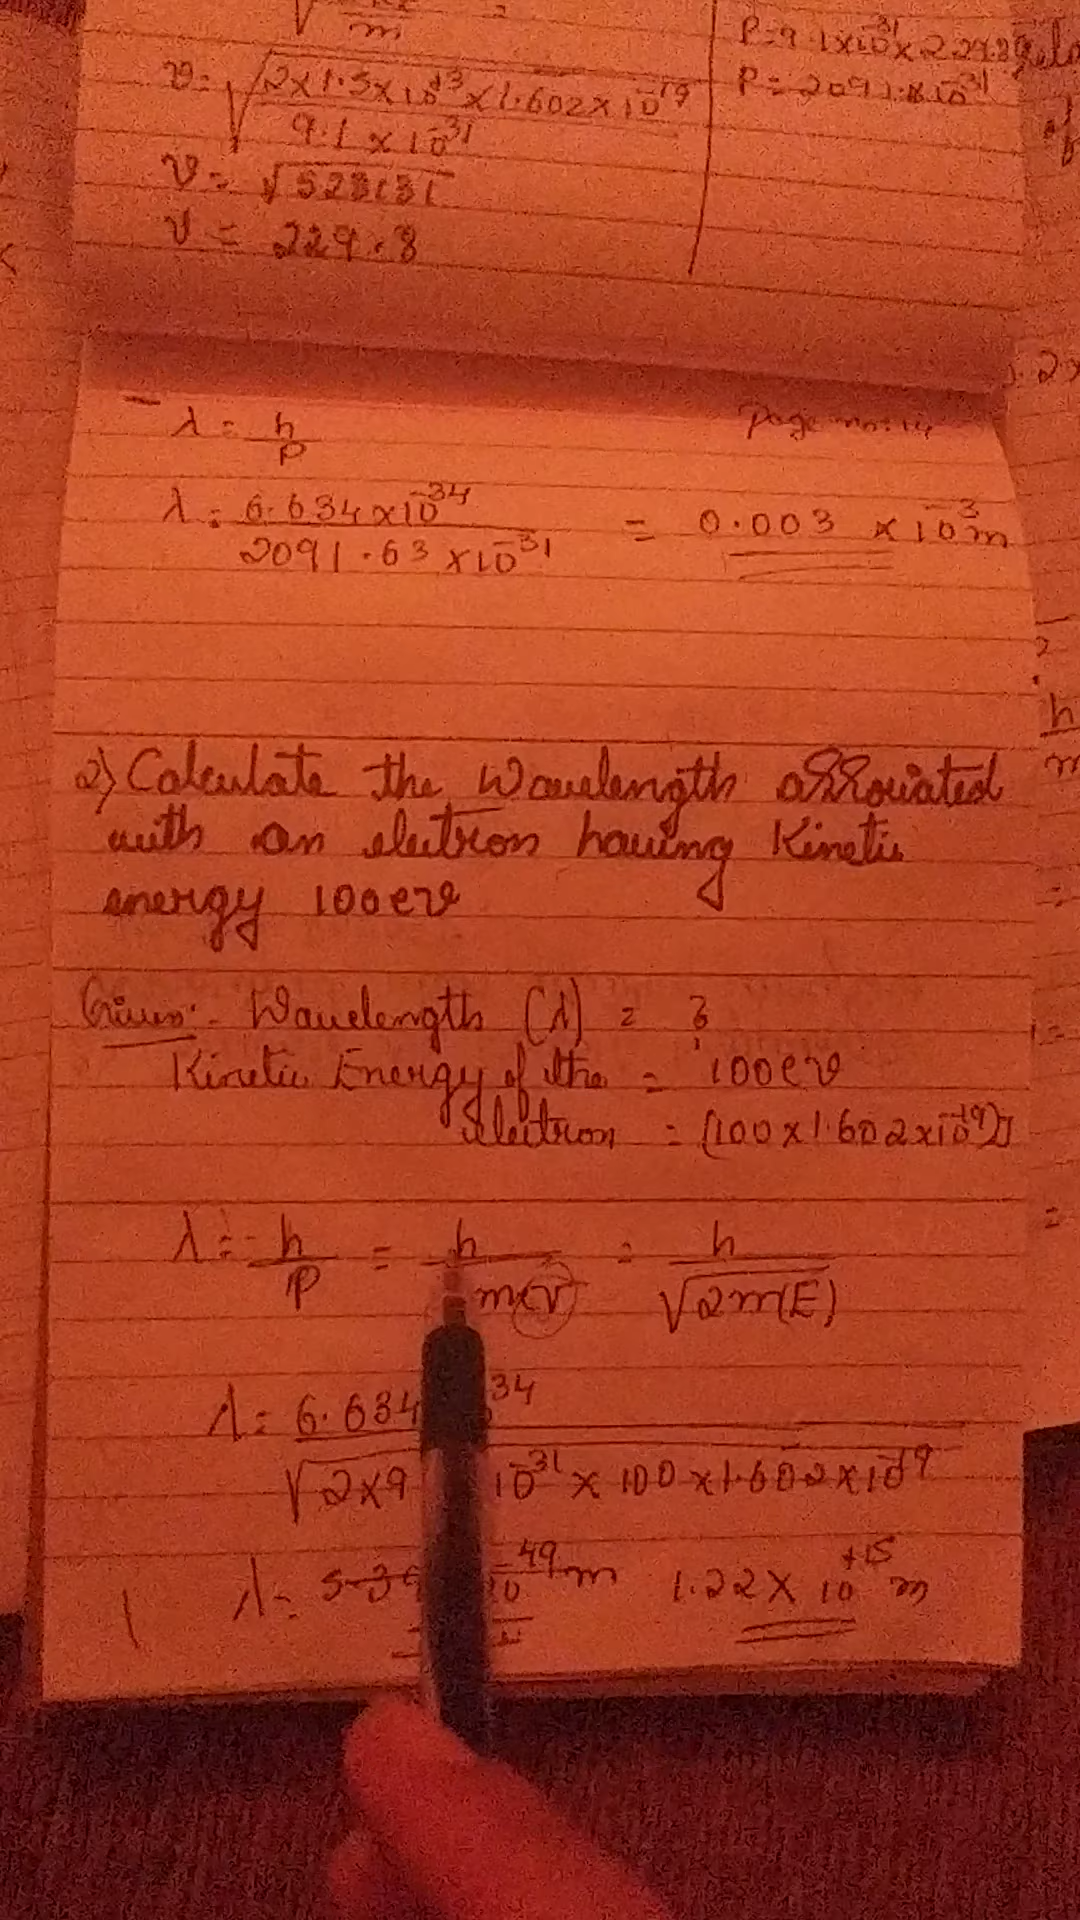 m
v = √2×1.5×10⁻¹³×1.602×10⁻¹⁹
9.1 × 10⁻³¹
v = √
v = 229.8
P=9.1×10⁻³¹×229.8
P = 2091.8×10⁻³¹
Page no: 14
λ = h
P
λ = 6.634×10⁻³⁴ = 0.003 × 10⁻³m
2091.63×10⁻³¹
2) Calculate the Wavelength associated
with an electron having Kinetic
energy 100ev
Given:- Wavelength (λ) = ?
Kinetic Energy of the = 100ev
electron = (100×1.602×10⁻¹⁹)J
λ = h = h = h
P m(v) √2m(E)
λ = 6.634 34
√2×9 10⁻³¹ × 100 ×1.602×10⁻¹⁹
λ = 10⁻⁴⁹m 1.22× 10⁺¹⁵ m